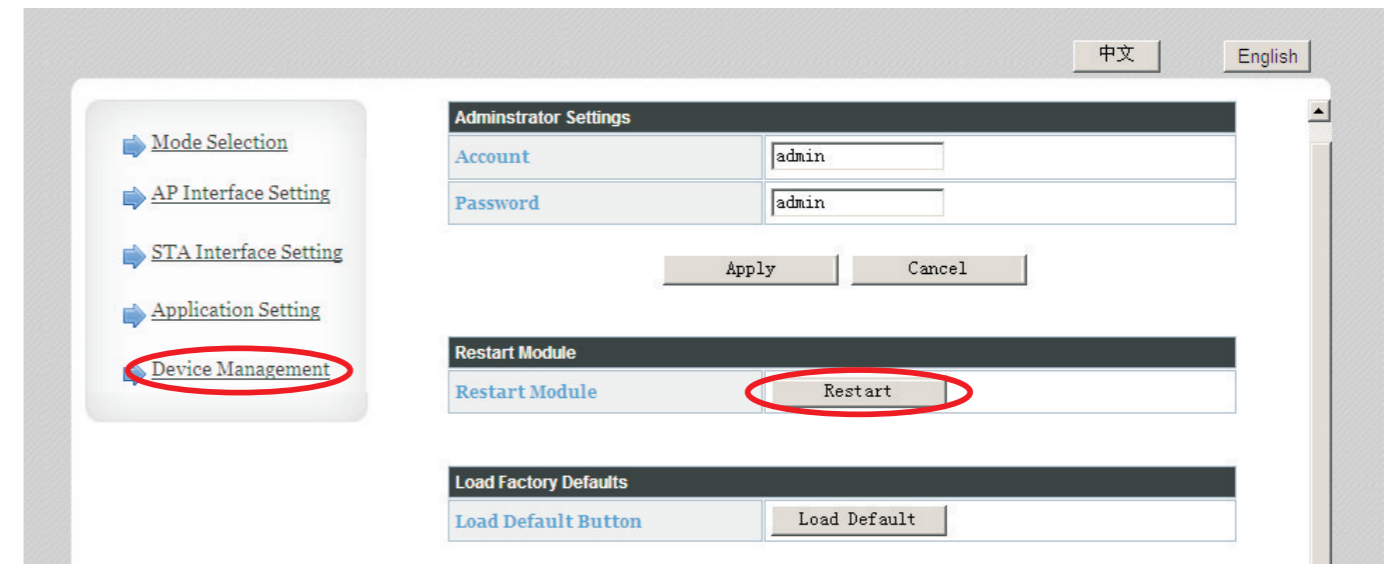 中文 English
Mode Selection
AP Interface Setting
STA Interface Setting
Application Setting
Device Management
Adminstrator Settings
Account admin
Password admin
Apply Cancel
Restart Module
Restart Module Restart
Load Factory Defaults
Load Default Button Load Default